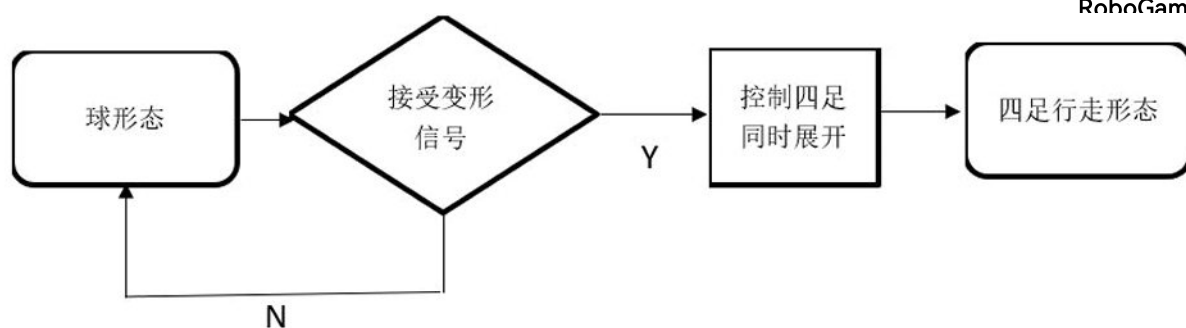 RoboGam
球形态
接受变形
信号
Y
控制四足
同时展开
四足行走形态
N